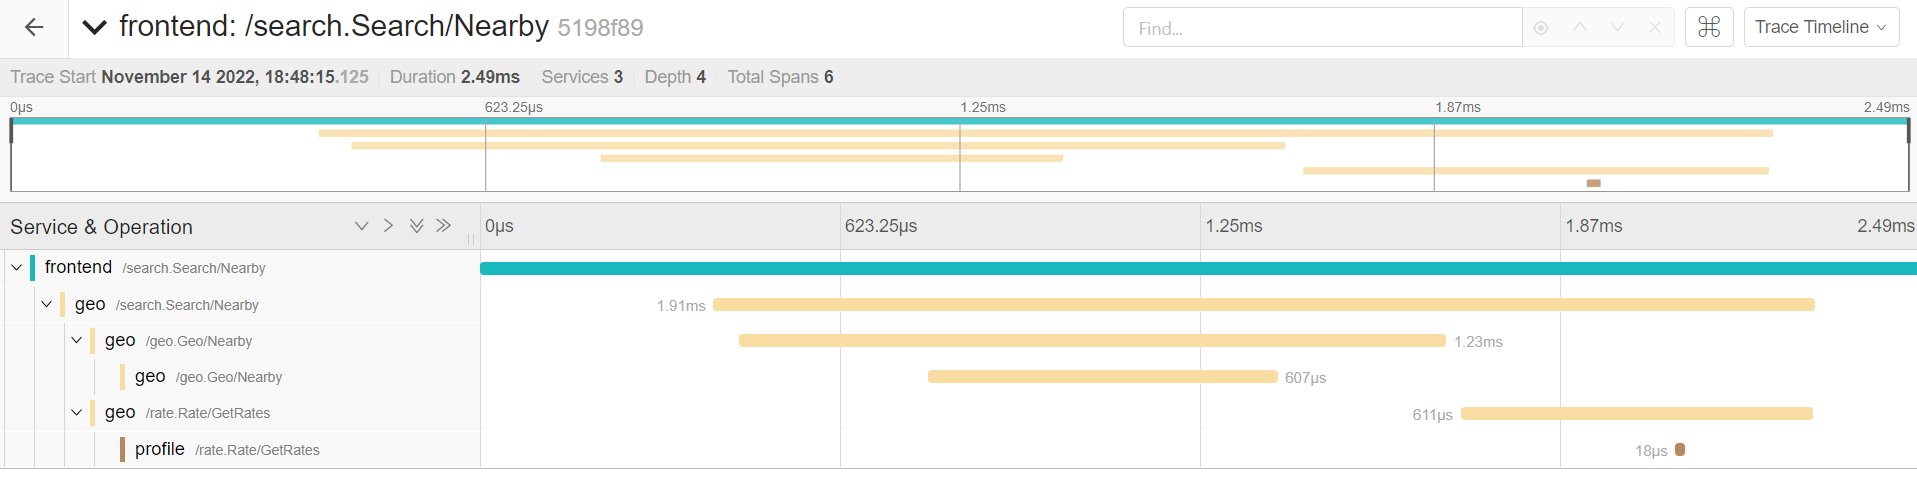 frontend: /search.Search/Nearby 5198f89 Find... Trace Timeline
Trace Start November 14 2022, 18:48:15.125 Duration 2.49ms Services 3 Depth 4 Total Spans 6
0μs 623.25μs 1.25ms 1.87ms 2.49ms
Service & Operation 0μs 623.25μs 1.25ms 1.87ms 2.49ms
frontend /search.Search/Nearby
geo /search.Search/Nearby 1.91ms
geo /geo.Geo/Nearby 1.23ms
geo /geo.Geo/Nearby 607μs
geo /rate.Rate/GetRates 611μs
profile /rate.Rate/GetRates 18μs